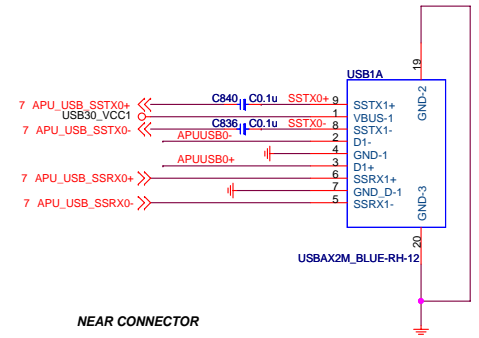 USB1A
19
GND-2
7 APU_USB_SSTX0+ C840 C0.1u SSTX0+ 9 SSTX1+
USB30_VCC1 1 VBUS-1
7 APU_USB_SSTX0- C836 C0.1u SSTX0- 8 SSTX1-
APUUSB0- 2 D1-
4 GND-1
APUUSB0+ 3 D1+
7 APU_USB_SSRX0+ 6 SSRX1+
7 GND_D-1
7 APU_USB_SSRX0- 5 SSRX1-
GND-3
20
USBAX2M_BLUE-RH-12
NEAR CONNECTOR